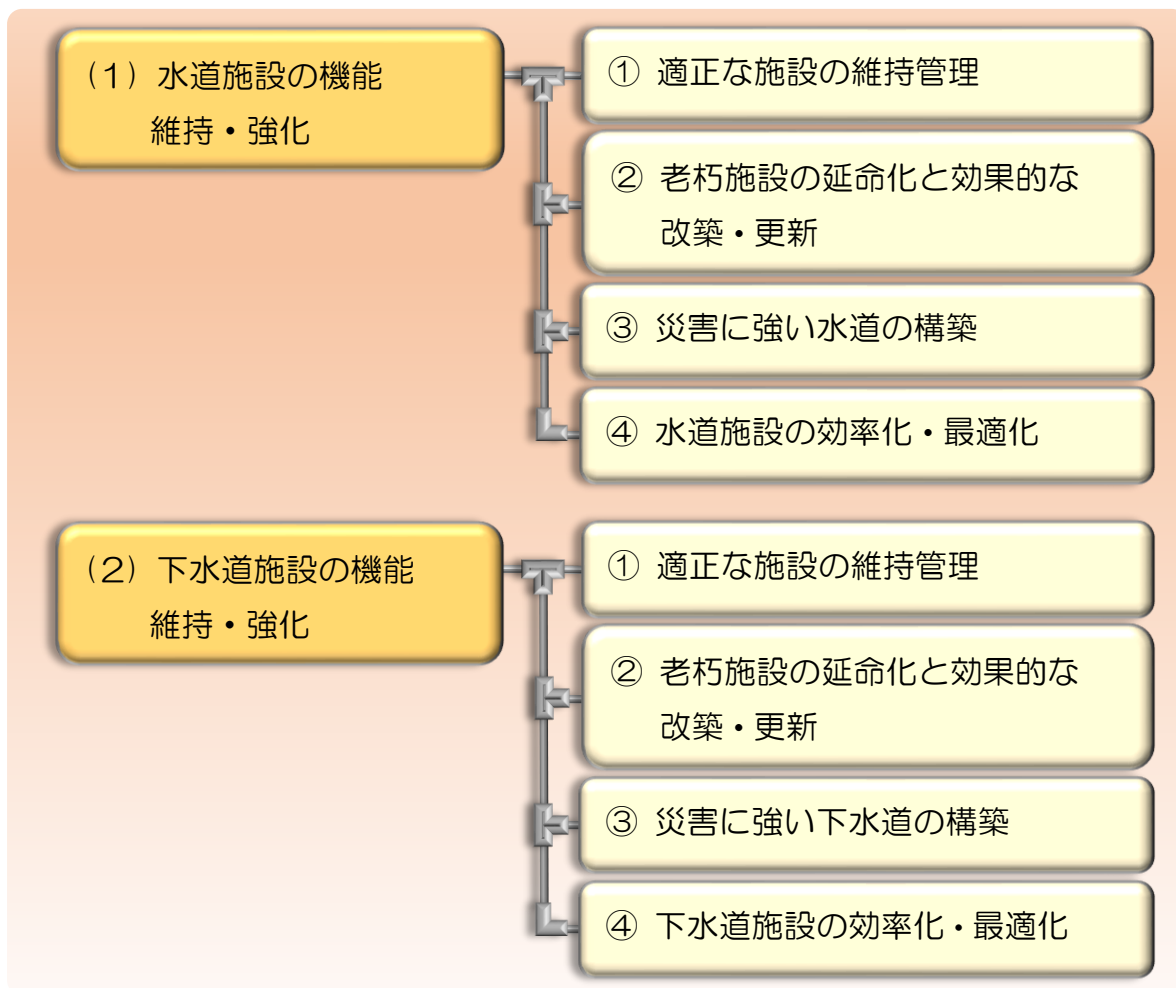 (1) 水道施設の機能
維持・強化
① 適正な施設の維持管理
② 老朽施設の延命化と効果的な
改築・更新
③ 災害に強い水道の構築
④ 水道施設の効率化・最適化
(2) 下水道施設の機能
維持・強化
① 適正な施設の維持管理
② 老朽施設の延命化と効果的な
改築・更新
③ 災害に強い下水道の構築
④ 下水道施設の効率化・最適化